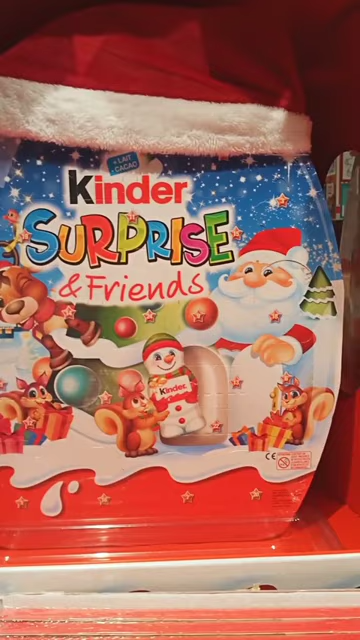 + LAIT
+ CACAO
Kinder
SURPRISE
& Friends
Kinder
CE